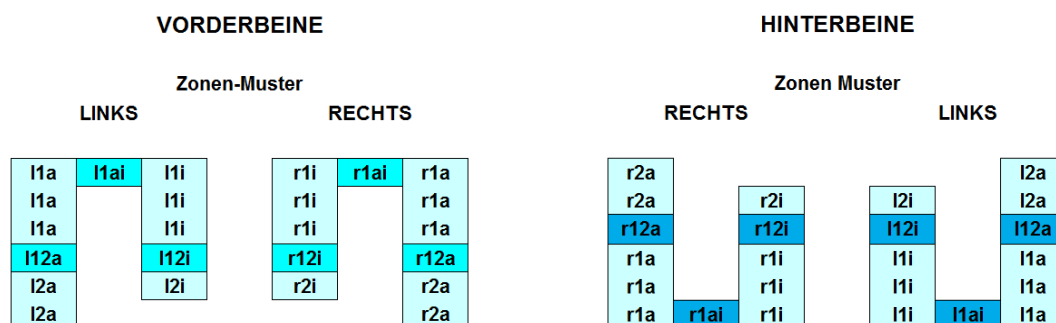 VORDERBEINE HINTERBEINE
Zonen-Muster Zonen Muster
LINKS RECHTS RECHTS LINKS
l1a l1ai l1i r1i r1ai r1a r2a l2a
l1a l1i r1i r1a r2a r2i l2i l2a
l1a l1i r1i r1a r12a r12i l12i l12a
l12a l12i r12i r12a r1a r1i l1i l1a
l2a l2i r2i r2a r1a r1i l1i l1a
l2a r2a r1a r1ai r1i l1i l1ai l1a